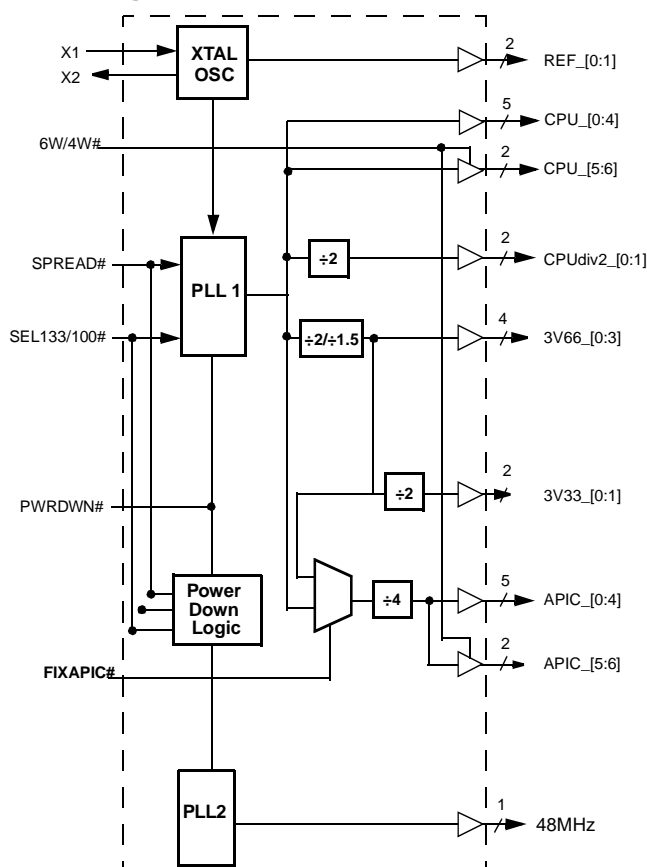 X1
X2
XTAL
OSC
2
REF_[0:1]
5
CPU_[0:4]
6W/4W#
2
CPU_[5:6]
SPREAD#
PLL 1
÷2
2
CPUdiv2_[0:1]
SEL133/100#
÷2/÷1.5
4
3V66_[0:3]
PWRDWN#
÷2
2
3V33_[0:1]
Power
Down
Logic
÷4
5
APIC_[0:4]
FIXAPIC#
2
APIC_[5:6]
PLL2
1
48MHz